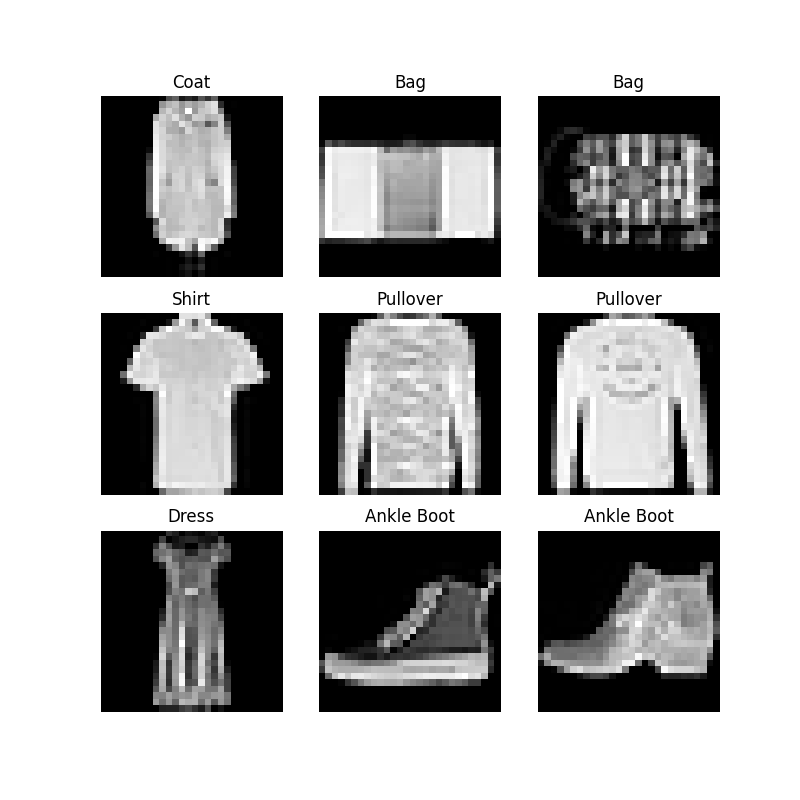 Coat
Bag
Bag
Shirt
Pullover
Pullover
Dress
Ankle Boot
Ankle Boot